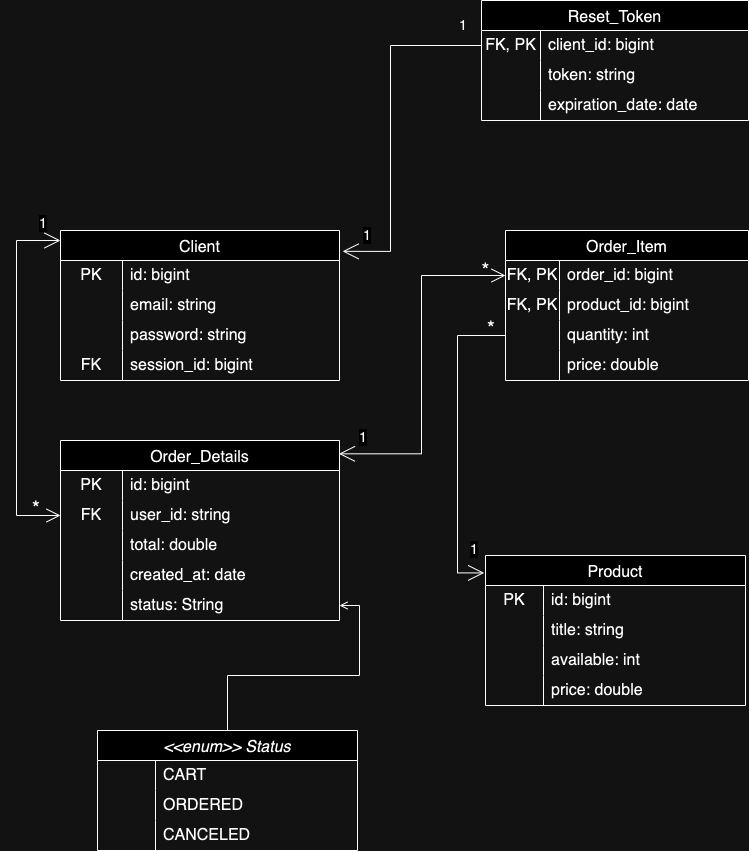 Reset_Token
1
FK, PK client_id: bigint
token: string
expiration_date: date
1
1
Client
PK id: bigint
email: string
password: string
FK session_id: bigint
Order_Item
* FK, PK order_id: bigint
FK, PK product_id: bigint
* quantity: int
price: double
1
Order_Details
PK id: bigint
* FK user_id: string
total: double
created_at: date
status: String
1
Product
PK id: bigint
title: string
available: int
price: double
<<enum>> Status
CART
ORDERED
CANCELED